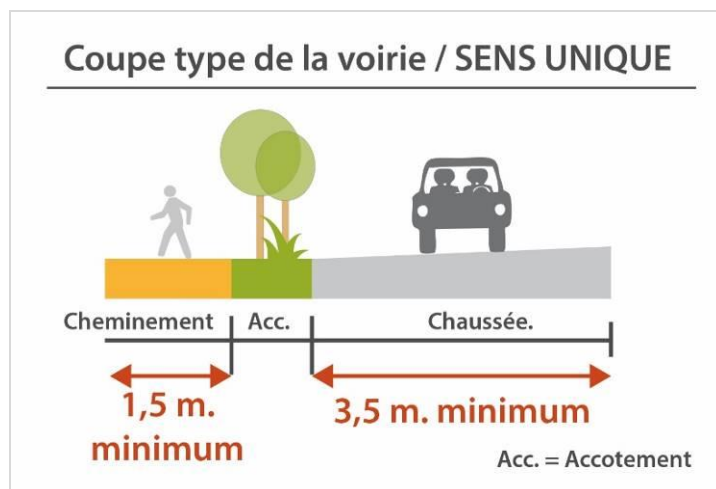 Coupe type de la voirie / SENS UNIQUE
Cheminement
Acc.
Chaussée.
1,5 m.
minimum
3,5 m. minimum
Acc. = Accotement